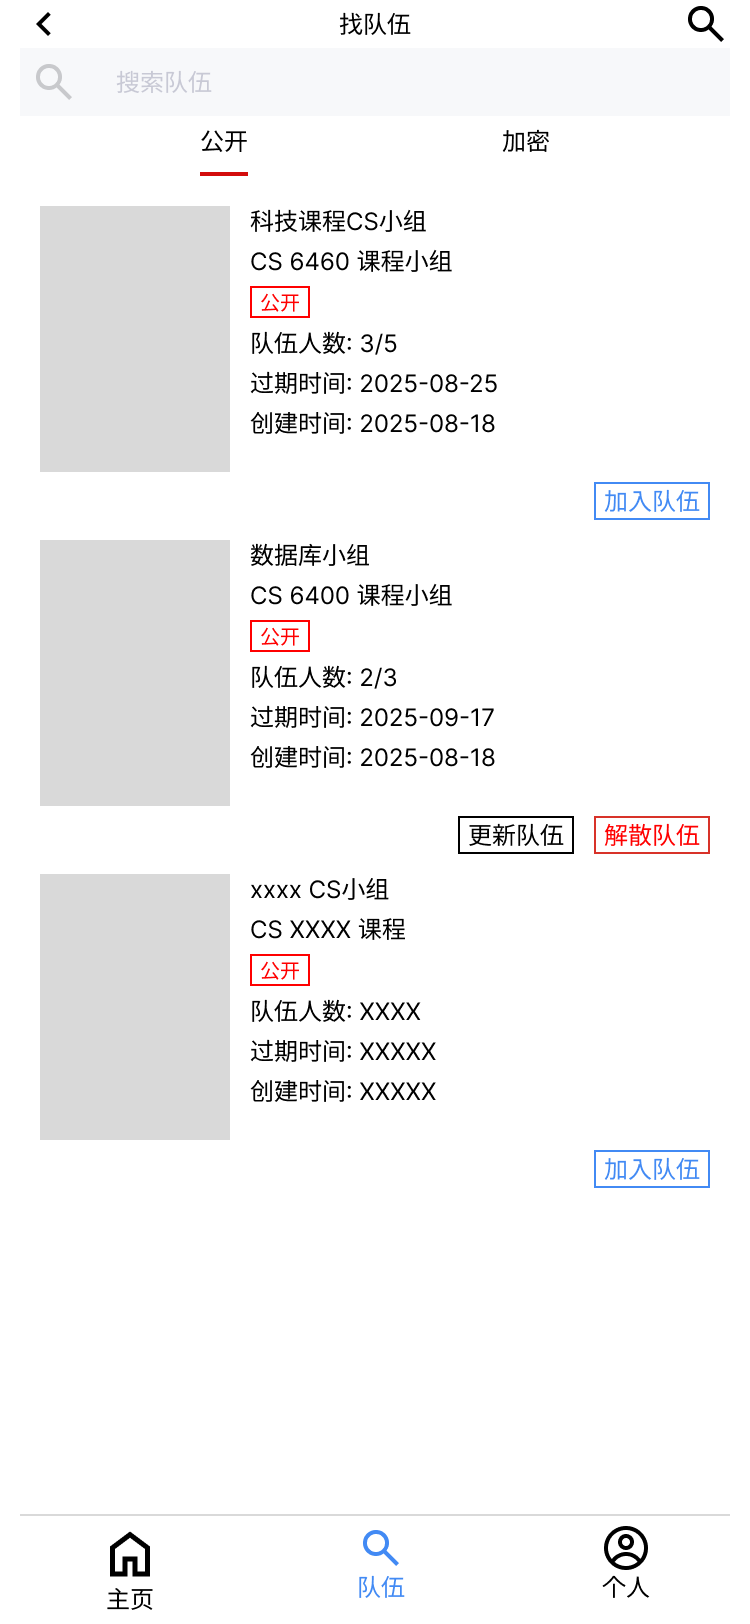 找队伍
搜索队伍
公开 加密
科技课程CS小组
CS 6460 课程小组
公开
队伍人数: 3/5
过期时间: 2025-08-25
创建时间: 2025-08-18
加入队伍
数据库小组
CS 6400 课程小组
公开
队伍人数: 2/3
过期时间: 2025-09-17
创建时间: 2025-08-18
更新队伍 解散队伍
xxxx CS小组
CS XXXX 课程
公开
队伍人数: XXXX
过期时间: XXXXX
创建时间: XXXXX
加入队伍
主页 队伍 个人